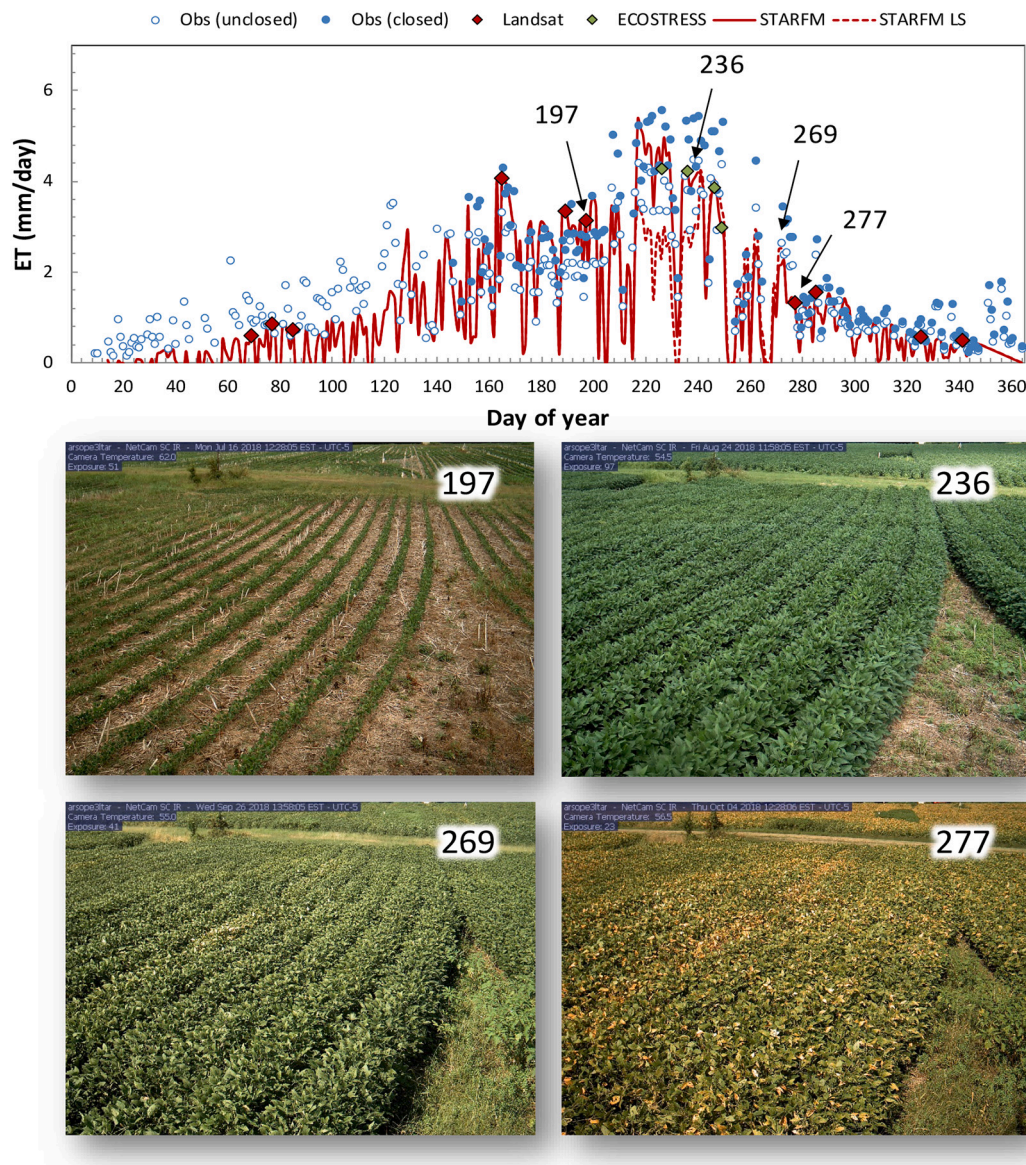 Obs (unclosed) Obs (closed) Landsat ECOSTRESS STARFM STARFM LS
6
4
2
0
ET (mm/day)
197
236
269
277
0 20 40 60 80 100 120 140 160 180 200 220 240 260 280 300 320 340 360
Day of year
arsope3ltar - NetCam SC IR - Mon Jul 16 2018 12:28:05 EST - UTC-5
Camera Temperature: 62.0
Exposure: 51
197
arsope3ltar - NetCam SC IR - Fri Aug 24 2018 11:58:05 EST - UTC-5
Camera Temperature: 54.5
Exposure: 97
236
arsope3ltar - NetCam SC IR - Wed Sep 26 2018 13:58:05 EST - UTC-5
Camera Temperature: 55.0
Exposure: 41
269
arsope3ltar - NetCam SC IR - Thu Oct 04 2018 12:28:06 EST - UTC-5
Camera Temperature: 56.5
Exposure: 23
277